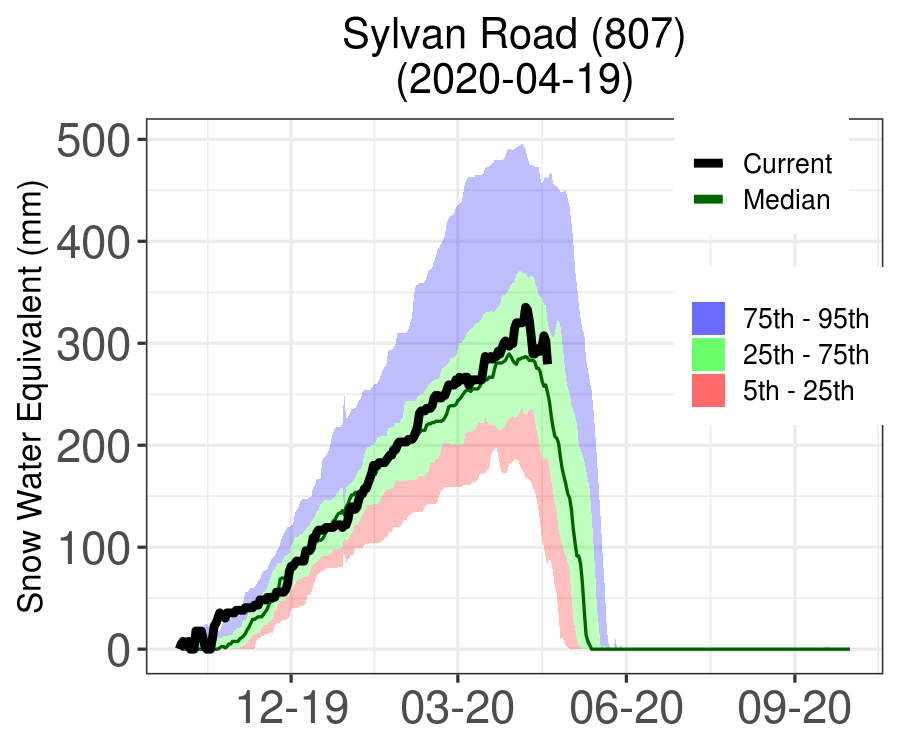 Sylvan Road (807)
(2020-04-19)
Snow Water Equivalent (mm)
500
400
300
200
100
0
12-19
03-20
06-20
09-20
Current
Median
75th - 95th
25th - 75th
5th - 25th